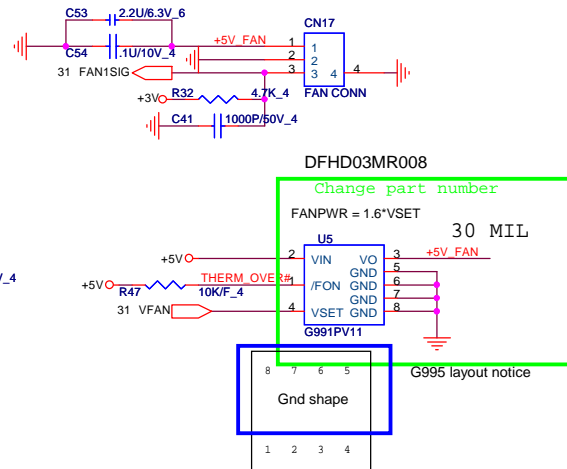 C53 2.2U/6.3V_6
CN17
+5V_FAN 1 1
2 2
C54 .1U/10V_4
31 FAN1SIG 3 3 4 4
FAN CONN
+3V R32 4.7K_4
C41 1000P/50V_4
DFHD03MR008
Change part number
FANPWR = 1.6*VSET
30 MIL
U5
+5V 2 VIN VO 3 +5V_FAN
GND 5
+5V THERM_OVER# 1 /FON GND 6
R47 10K/F_4
GND 7
31 VFAN 4 VSET GND 8
G991PV11
V_4
G995 layout notice
8 7 6 5
Gnd shape
1 2 3 4